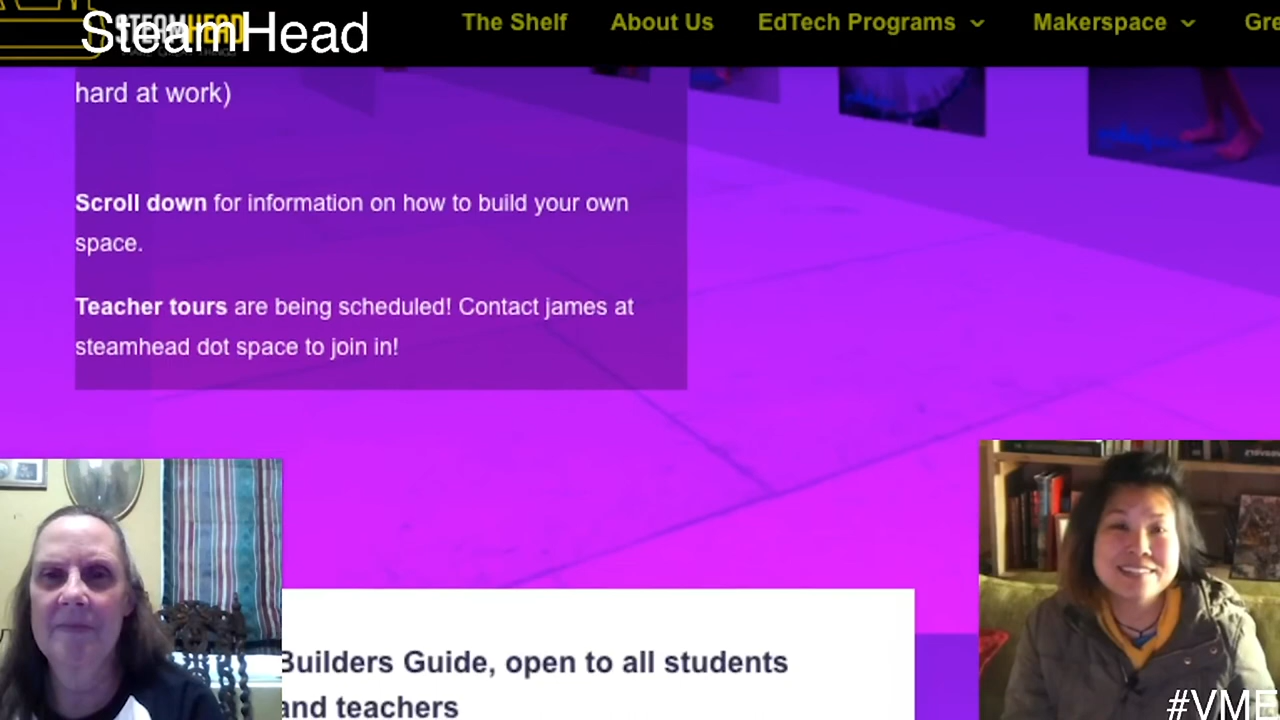 SteamHead
STEAMHEAD
The Shelf About Us EdTech Programs Makerspace Gre
hard at work)
Scroll down for information on how to build your own
space.
Teacher tours are being scheduled! Contact james at
steamhead dot space to join in!
Builders Guide, open to all students
and teachers
#VME